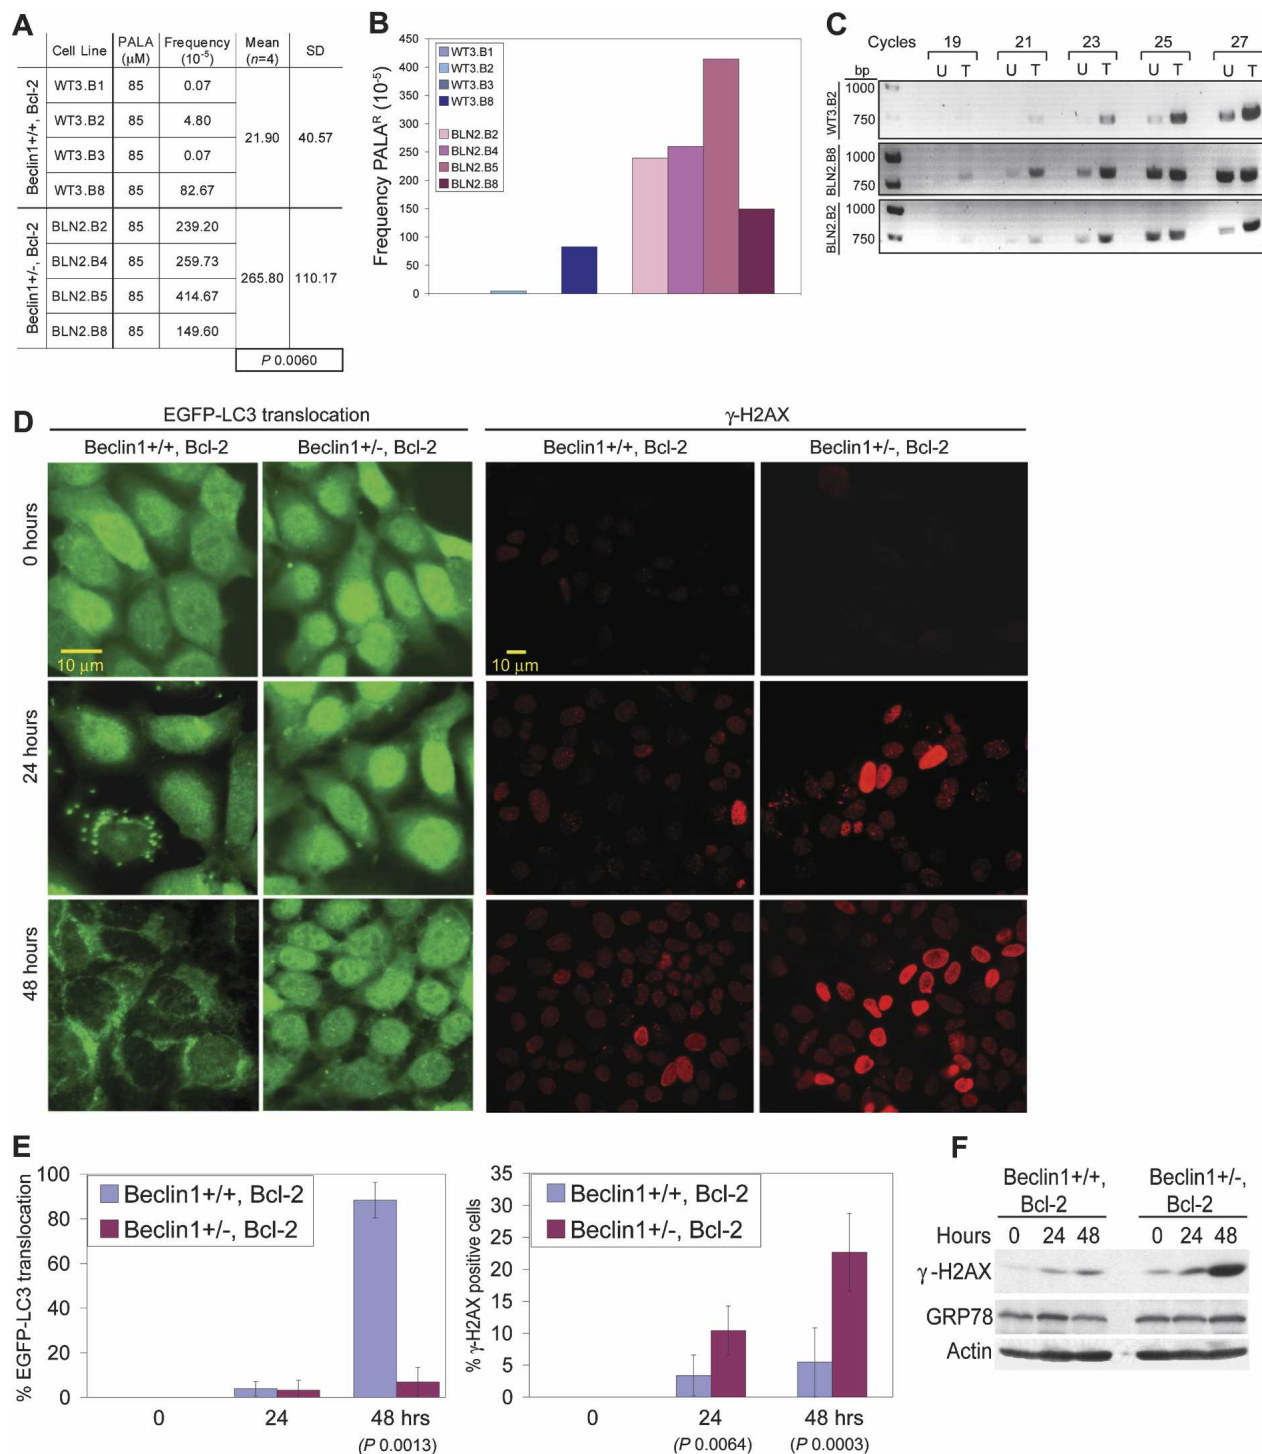 A
Cell Line PALA (μM) Frequency (10⁻⁵) Mean (n=4) SD
Beclin1+/+, Bcl-2
WT3.B1 85 0.07
WT3.B2 85 4.80
WT3.B3 85 0.07
WT3.B8 85 82.67
21.90 40.57
Beclin1+/-, Bcl-2
BLN2.B2 85 239.20
BLN2.B4 85 259.73
BLN2.B5 85 414.67
BLN2.B8 85 149.60
265.80 110.17
P 0.0060
B
Frequency PALAᴿ (10⁻⁵)
450
400
350
300
250
200
150
100
50
0
WT3.B1
WT3.B2
WT3.B3
WT3.B8
BLN2.B2
BLN2.B4
BLN2.B5
BLN2.B8
C
Cycles 19 21 23 25 27
bp U T U T U T U T U T
1000
750
WT3.B2
1000
750
BLN2.B8
1000
750
BLN2.B2
D
EGFP-LC3 translocation γ-H2AX
Beclin1+/+, Bcl-2 Beclin1+/-, Bcl-2 Beclin1+/+, Bcl-2 Beclin1+/-, Bcl-2
0 hours
10 μm 10 μm
24 hours
48 hours
E
% EGFP-LC3 translocation
100
80
60
40
20
0
Beclin1+/+, Bcl-2
Beclin1+/-, Bcl-2
0 24 48 hrs
(P 0.0013)
% γ-H2AX positive cells
35
30
25
20
15
10
5
0
Beclin1+/+, Bcl-2
Beclin1+/-, Bcl-2
0 24 48 hrs
(P 0.0064) (P 0.0003)
F
Beclin1+/+, Beclin1+/-,
Bcl-2 Bcl-2
Hours 0 24 48 0 24 48
γ-H2AX
GRP78
Actin